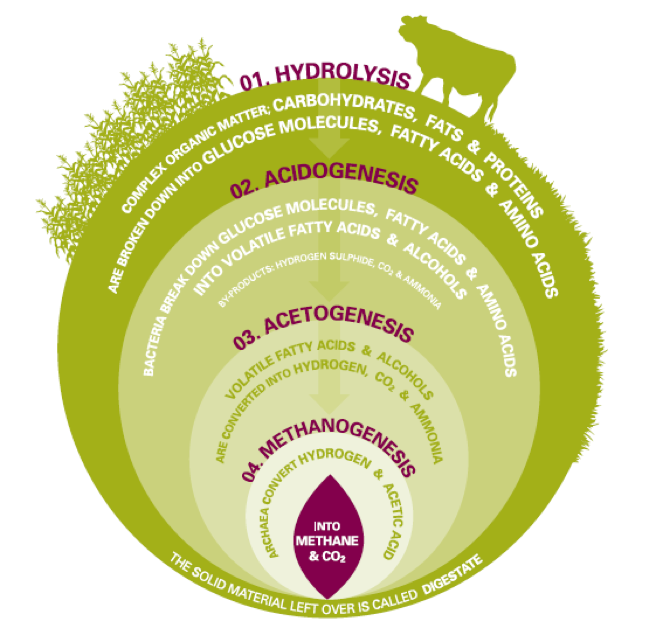 01. HYDROLYSIS
COMPLEX ORGANIC MATTER; CARBOHYDRATES, FATS & PROTEINS
ARE BROKEN DOWN INTO GLUCOSE MOLECULES, FATTY ACIDS & AMINO ACIDS
02. ACIDOGENESIS
BACTERIA BREAK DOWN GLUCOSE MOLECULES, FATTY ACIDS & AMINO ACIDS
INTO VOLATILE FATTY ACIDS & ALCOHOLS
BY-PRODUCTS: HYDROGEN SULPHIDE, CO₂ & AMMONIA
03. ACETOGENESIS
VOLATILE FATTY ACIDS & ALCOHOLS
ARE CONVERTED INTO HYDROGEN, CO₂ & AMMONIA
04. METHANOGENESIS
ARCHAEA CONVERT HYDROGEN & ACETIC ACID
INTO
METHANE
& CO₂
THE SOLID MATERIAL LEFT OVER IS CALLED DIGESTATE